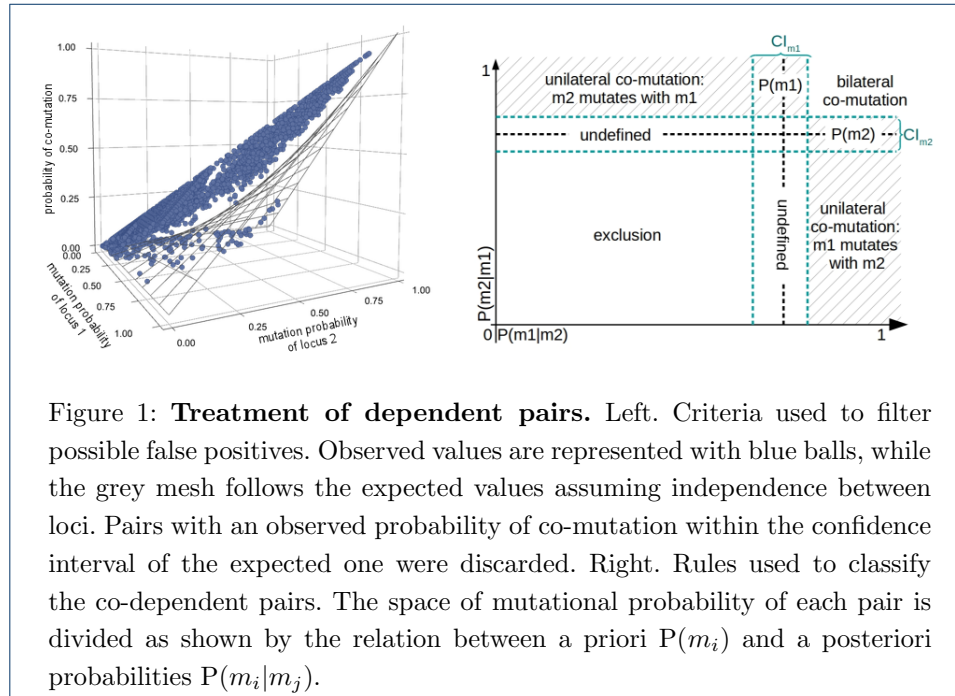 1.00
0.75
0.50
0.25
0.00
probability of co-mutation
0.00
0.25
0.50
0.75
1.00
mutation probability
of locus 1
0.00
0.25
0.50
0.75
1.00
mutation probability
of locus 2
CI_m1
1
unilateral co-mutation:
m2 mutates with m1
P(m1)
bilateral
co-mutation
undefined
P(m2)
CI_m2
exclusion
undefined
unilateral
co-mutation:
m1 mutates
with m2
P(m2|m1)
0
P(m1|m2)
1
Figure 1: Treatment of dependent pairs. Left. Criteria used to filter
possible false positives. Observed values are represented with blue balls, while
the grey mesh follows the expected values assuming independence between
loci. Pairs with an observed probability of co-mutation within the confidence
interval of the expected one were discarded. Right. Rules used to classify
the co-dependent pairs. The space of mutational probability of each pair is
divided as shown by the relation between a priori P(m_i) and a posteriori
probabilities P(m_i|m_j).